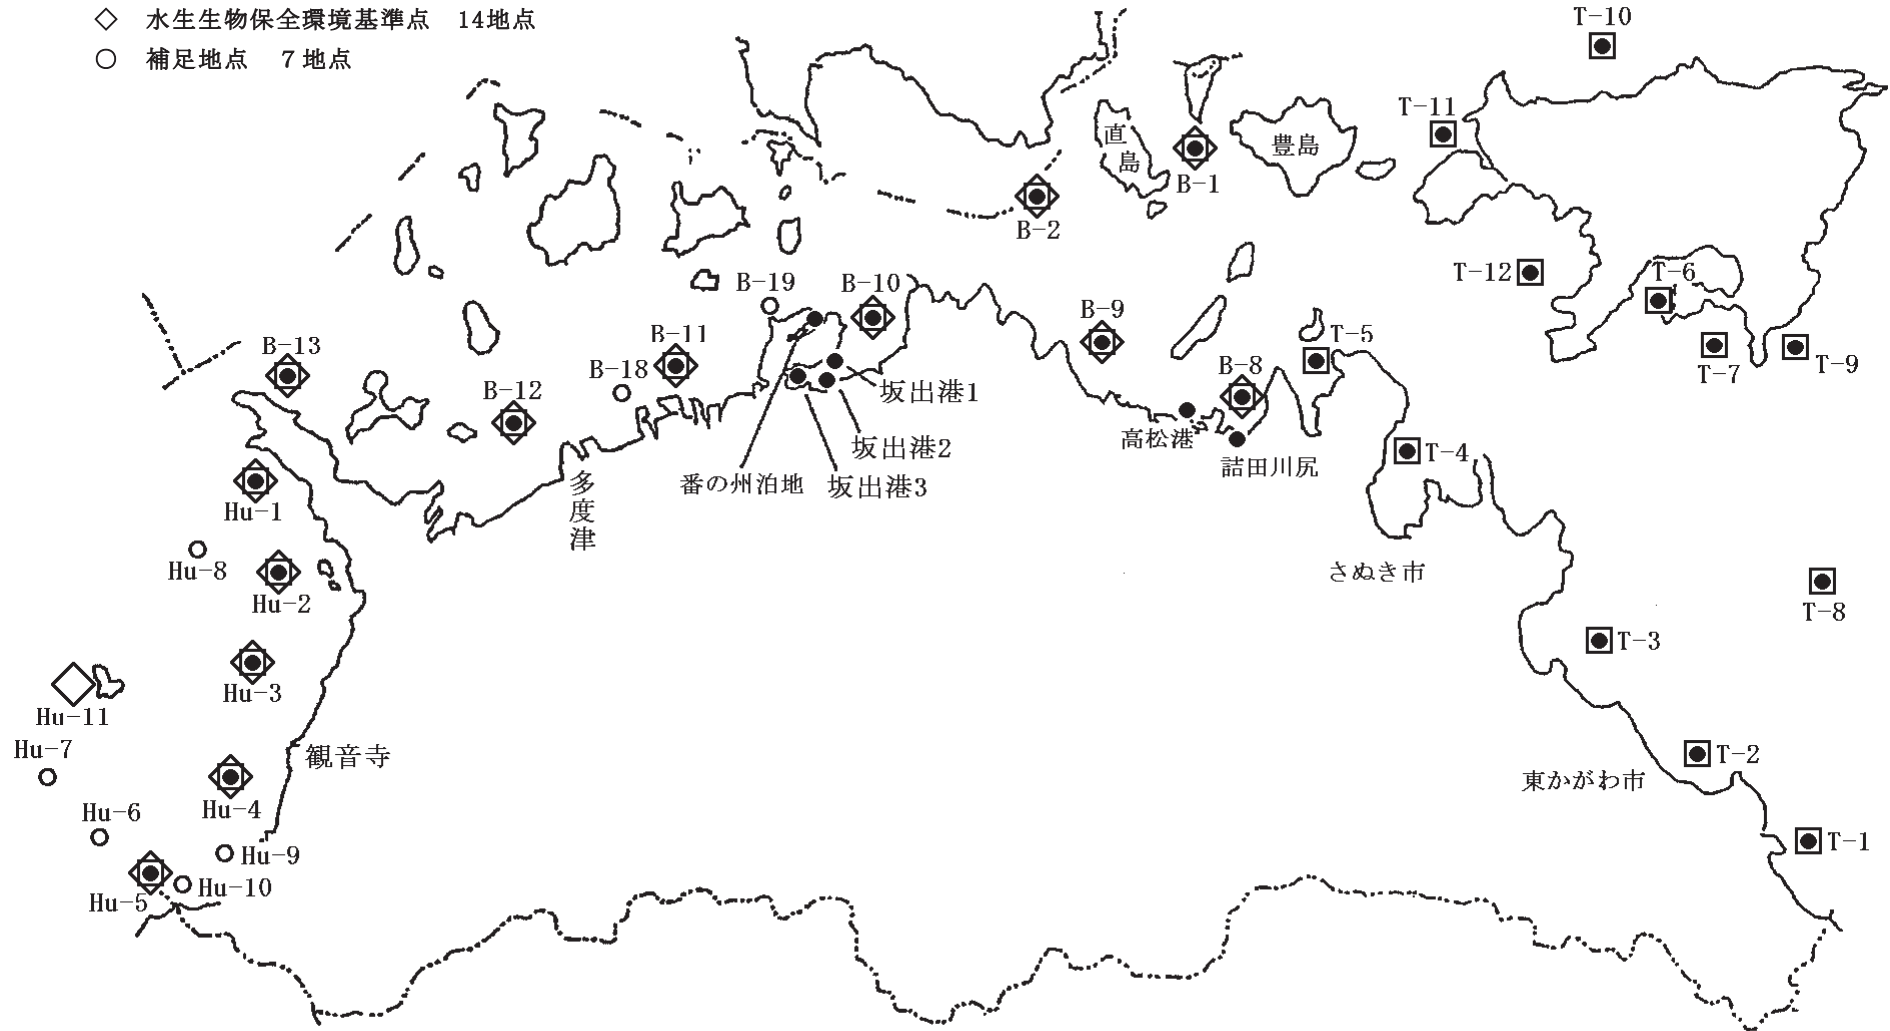 ◇ 水生生物保全環境基準点 14地点
○ 補足地点 7地点
T-10
T-11
直島
豊島
B-1
B-2
T-12
T-6
B-19
B-10
B-9
T-5
B-11
B-13
B-18
B-12
T-7
T-9
B-8
坂出港1
坂出港2
坂出港3
番の州泊地
高松港
詰田川尻
T-4
多度津
Hu-1
Hu-8
Hu-2
さぬき市
T-8
T-3
Hu-3
Hu-11
Hu-7
観音寺
T-2
東かがわ市
Hu-4
Hu-6
T-1
Hu-9
Hu-10
Hu-5